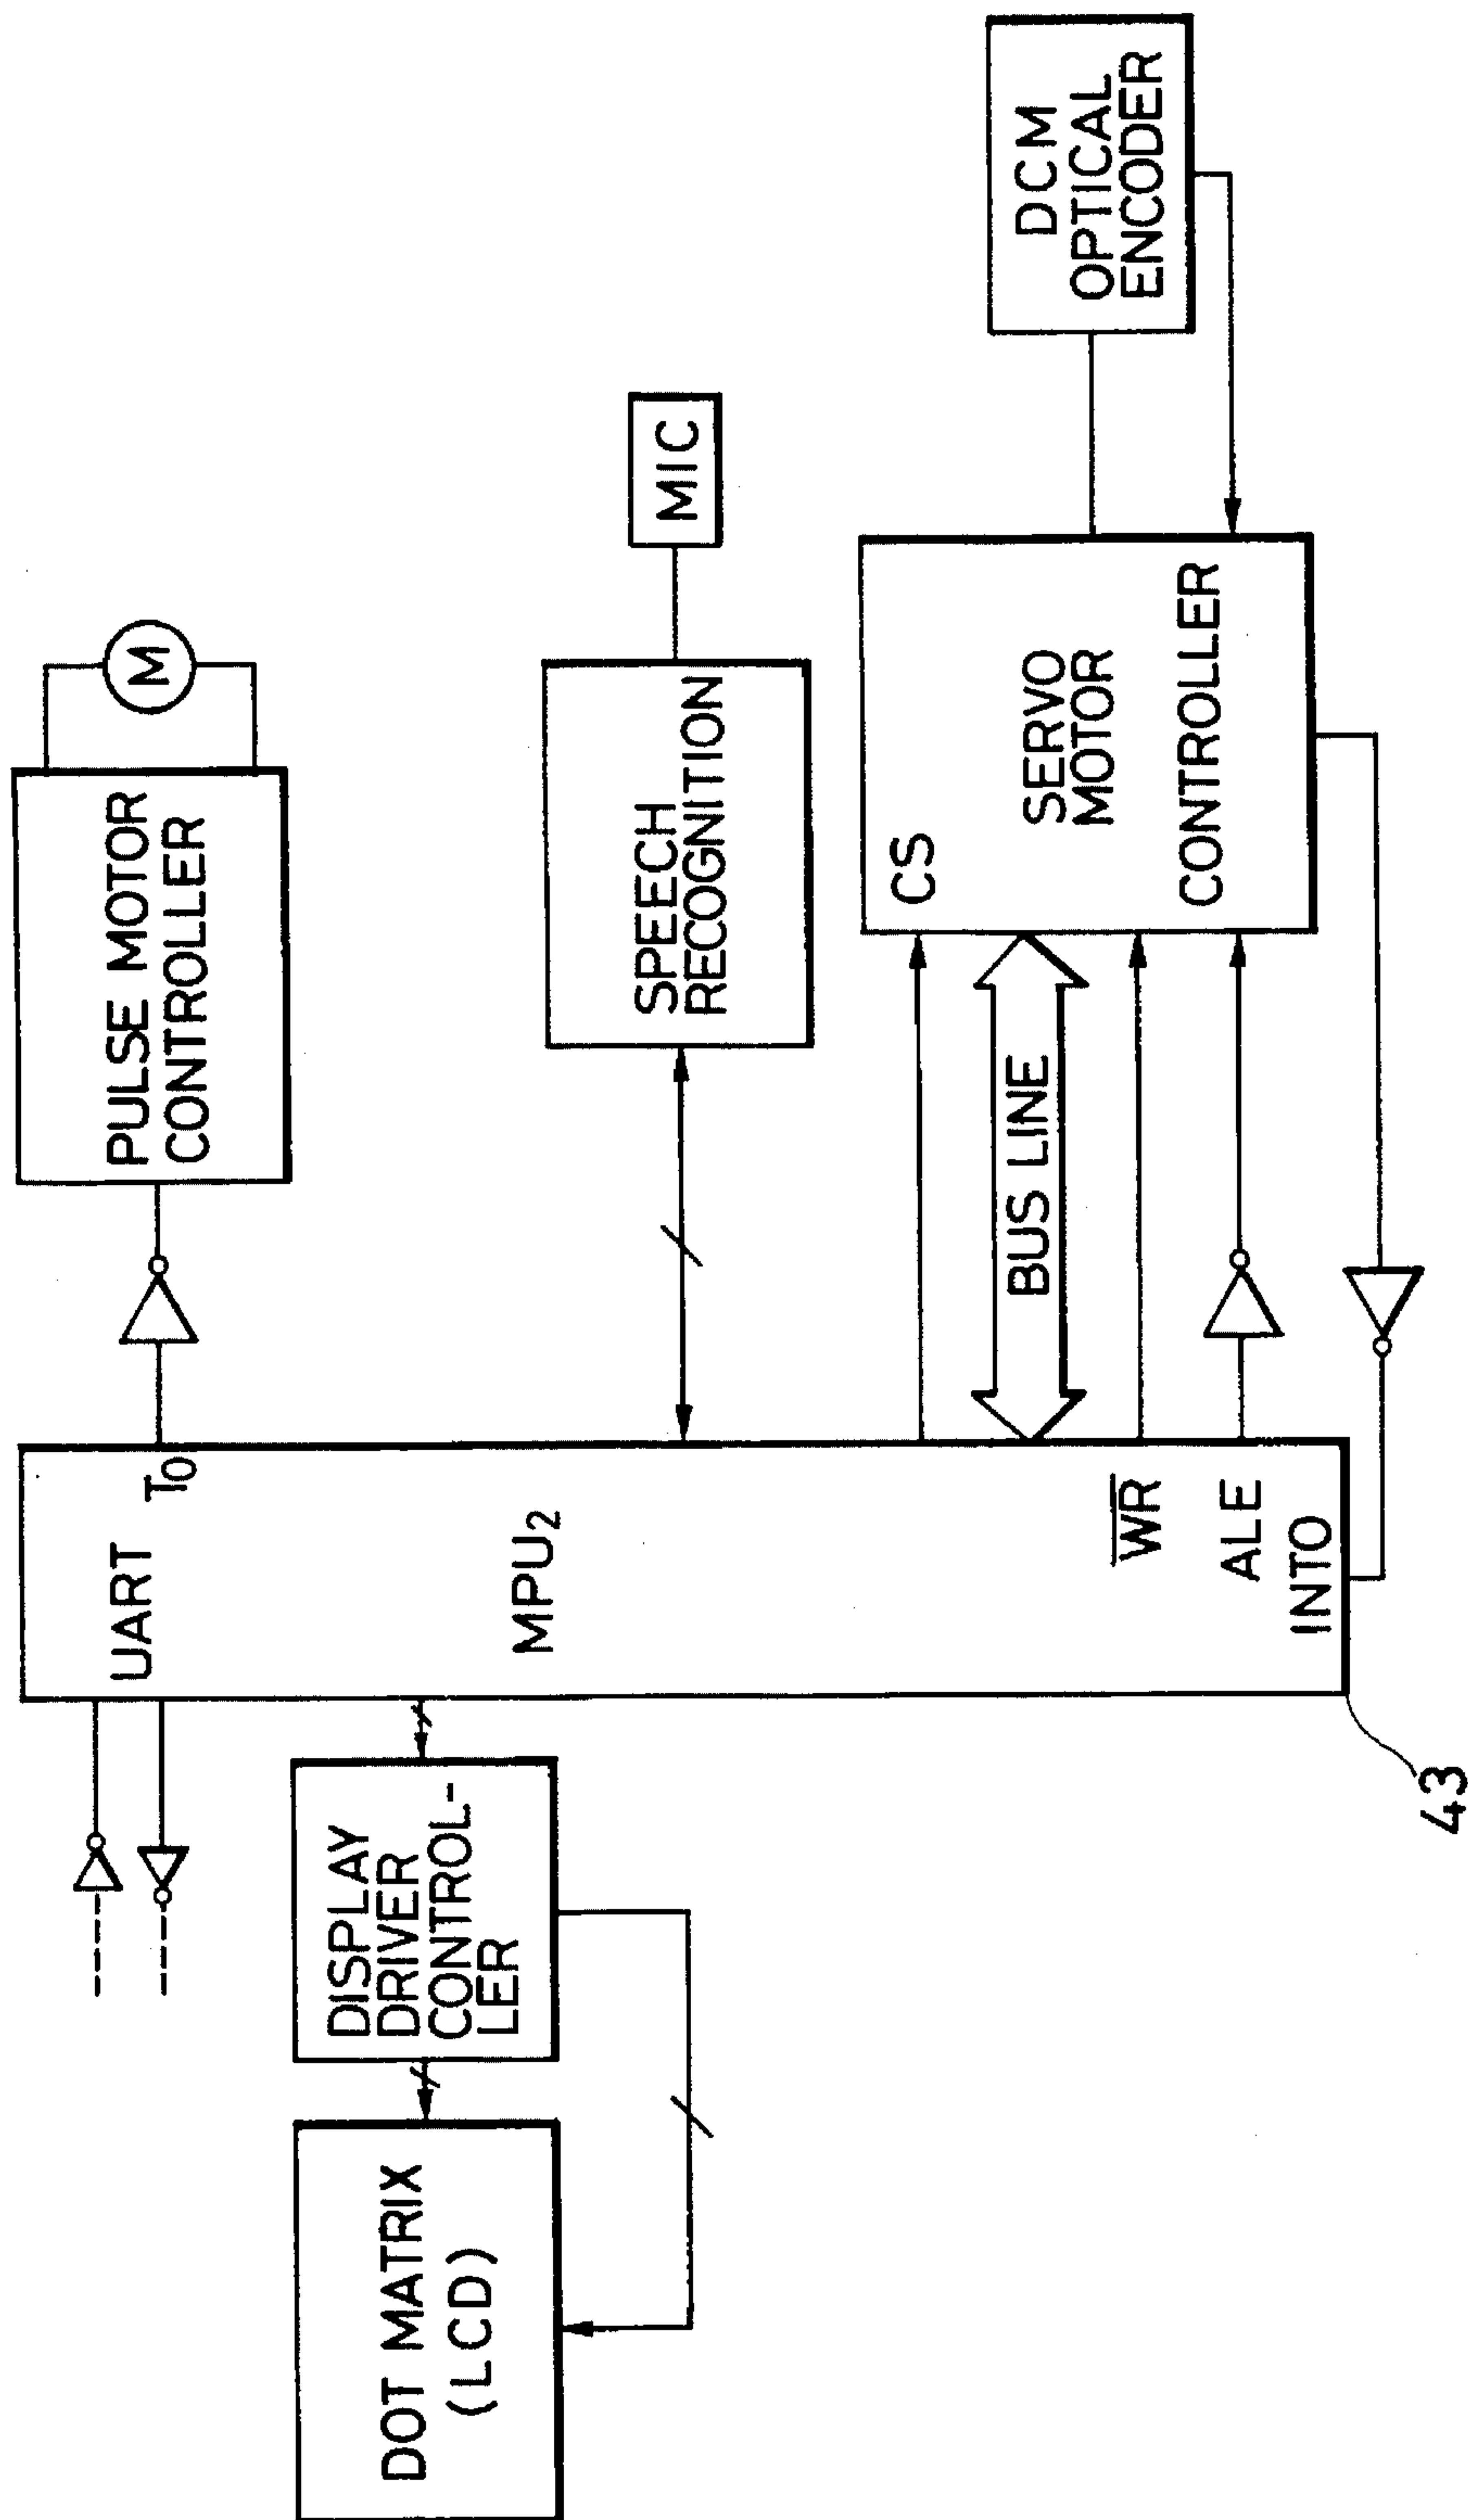 DOT MATRIX
(LCD)
DISPLAY
DRIVER
CONTROL-
LER
UART
T0
MPU2
WR
ALE
INTO
43
PULSE MOTOR
CONTROLLER
M
SPEECH
RECOGNITION
MIC
BUS LINE
CS
SERVO
MOTOR
CONTROLLER
DCM
OPTICAL
ENCODER